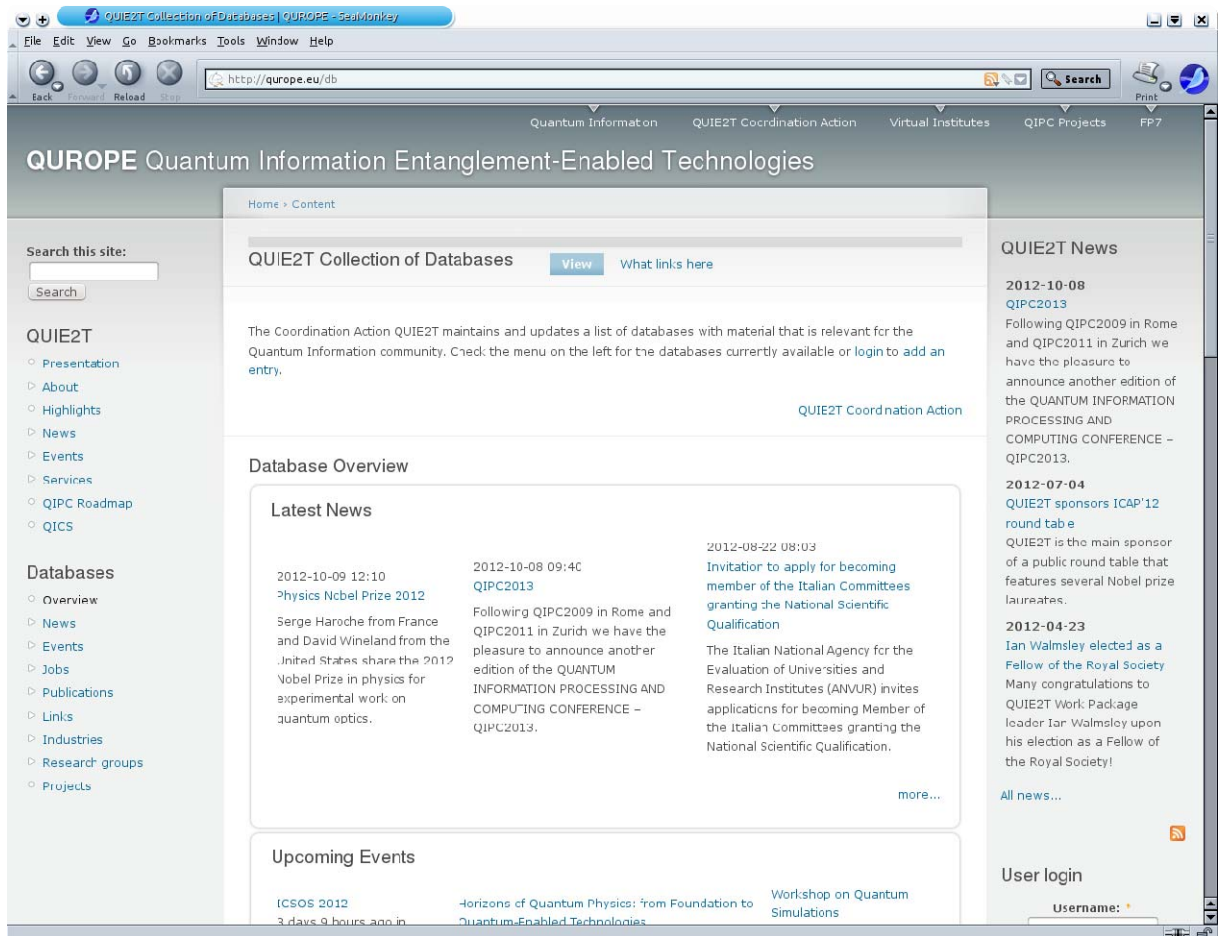 QUIE2T Collection of Databases | QUROPE - SeaMonkey
File Edit View Go Bookmarks Tools Window Help
Back Forward Reload Stop
http://qurope.eu/db
Search
Print
Quantum Information QUIE2T Coordination Action Virtual Institutes QIPC Projects FP7
QUROPE Quantum Information Entanglement-Enabled Technologies
Home › Content
Search this site:
Search
QUIE2T
Presentation
About
Highlights
News
Events
Services
QIPC Roadmap
QICS
Databases
Overview
News
Events
Jobs
Publications
Links
Industries
Research groups
Projects
QUIE2T Collection of Databases
View What links here
The Coordination Action QUIE2T maintains and updates a list of databases with material that is relevant for the
Quantum Information community. Check the menu on the left for the databases currently available or login to add an
entry.
QUIE2T Coordination Action
Database Overview
Latest News
2012-10-09 12:10
Physics Nobel Prize 2012
Serge Haroche from France
and David Wineland from the
United States share the 2012
Nobel Prize in physics for
experimental work on
quantum optics.
2012-10-08 09:40
QIPC2013
Following QIPC2009 in Rome and
QIPC2011 in Zurich we have the
pleasure to announce another
edition of the QUANTUM
INFORMATION PROCESSING AND
COMPUTING CONFERENCE –
QIPC2013.
2012-08-22 08:03
Invitation to apply for becoming
member of the Italian Committees
granting the National Scientific
Qualification
The Italian National Agency for the
Evaluation of Universities and
Research Institutes (ANVUR) invites
applications for becoming Member of
the Italian Committees granting the
National Scientific Qualification.
more...
Upcoming Events
ICSOS 2012
3 days 9 hours ago in
Horizons of Quantum Physics: from Foundation to
Quantum-Enabled Technologies
Workshop on Quantum
Simulations
QUIE2T News
2012-10-08
QIPC2013
Following QIPC2009 in Rome
and QIPC2011 in Zurich we
have the pleasure to
announce another edition of
the QUANTUM INFORMATION
PROCESSING AND
COMPUTING CONFERENCE –
QIPC2013.
2012-07-04
QUIE2T sponsors ICAP'12
round table
QUIE2T is the main sponsor
of a public round table that
features several Nobel prize
laureates.
2012-04-23
Ian Walmsley elected as a
Fellow of the Royal Society
Many congratulations to
QUIE2T Work Package
leader Ian Walmsley upon
his election as a Fellow of
the Royal Society!
All news...
User login
Username: *